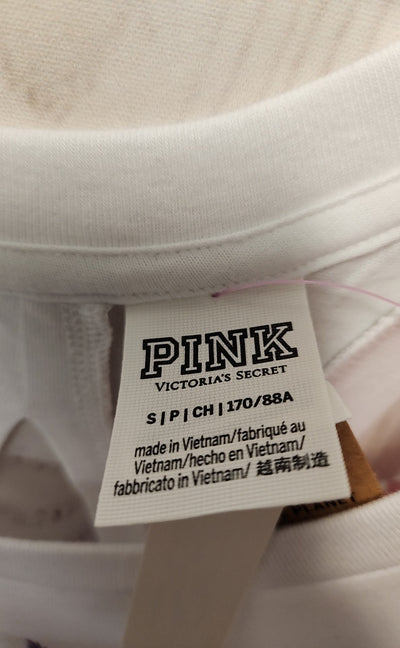 PINK
VICTORIA'S SECRET
S | P | CH | 170/88A
made in Vietnam/fabriqué au
Vietnam/hecho en Vietnam/
fabbricato in Vietnam/ 越南制造
PLANET